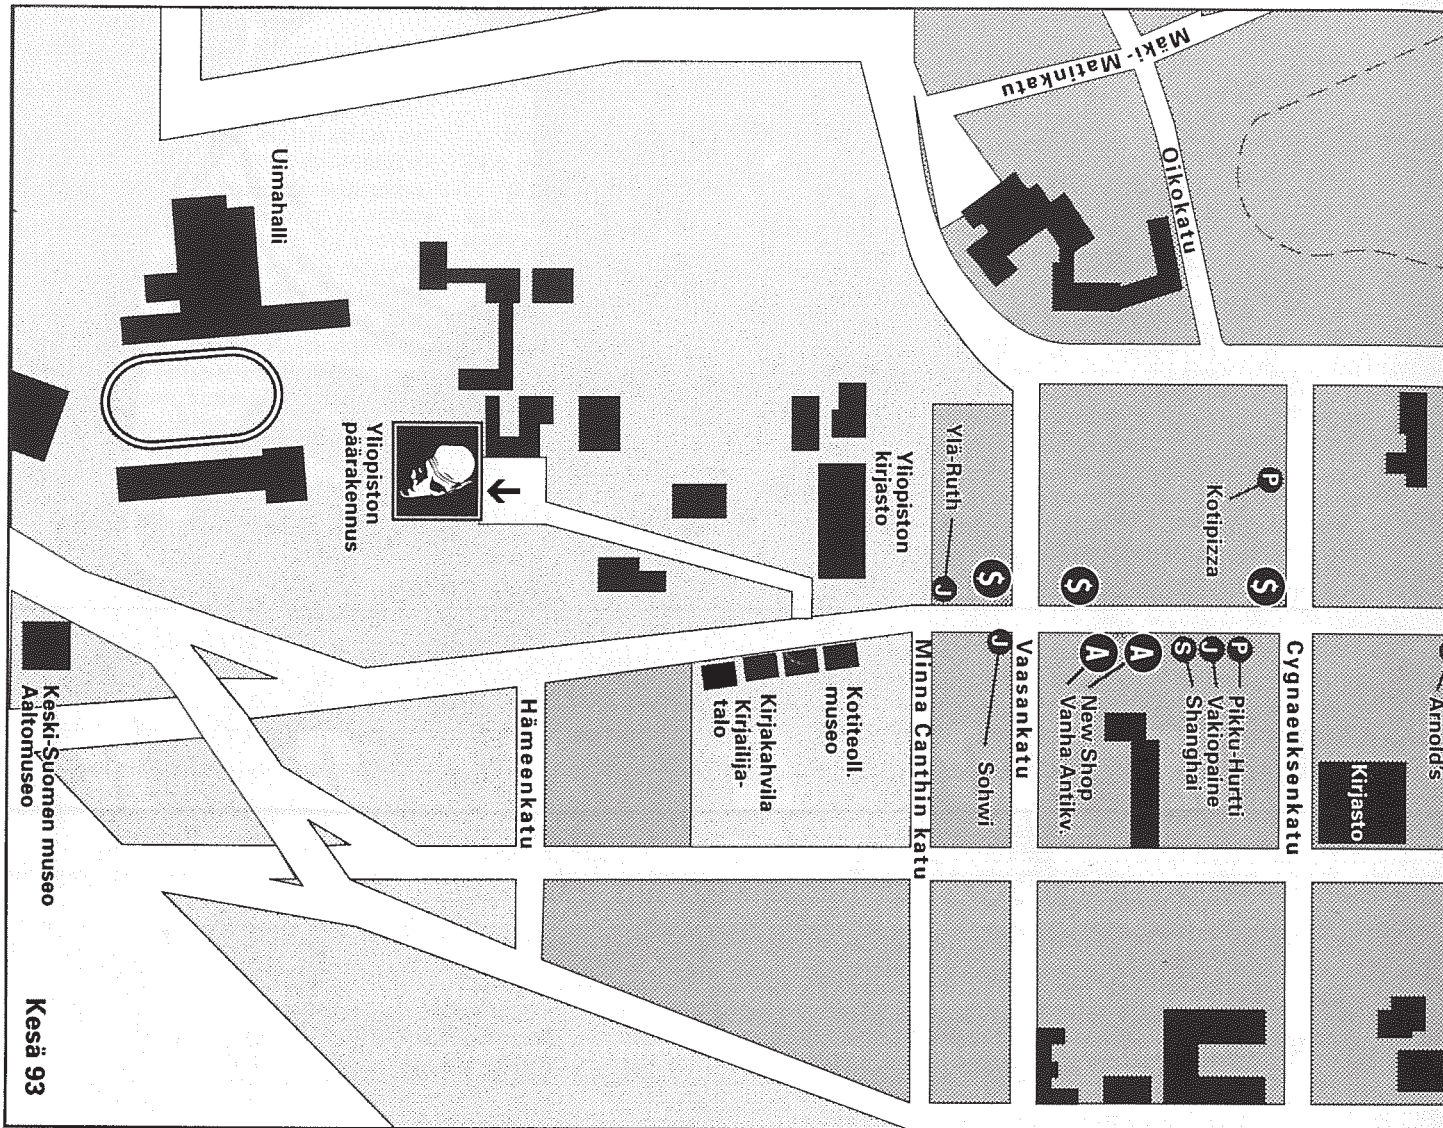 Mäki-Matinkatu
Oikokatu
Uimahalli
Yliopiston
päärakennus
Yliopiston
kirjasto
Ylä-Ruth
J
$
Kotipizza
P
$
$
Keski-Suomen museo
Aaltomuseo
Hämeenkatu
Kirjailija-
talo
Kirjakahvila
Kotiteoll.
museo
Minna Canthin katu
J
Sohwi
Vaasankatu
A
A
New Shop
Vanha Antikv.
S
J
P
Pikku-Hurtti
Vakiopaine
Shanghai
Cygnaeuksenkatu
Kirjasto
Arnold's
Kesä 93